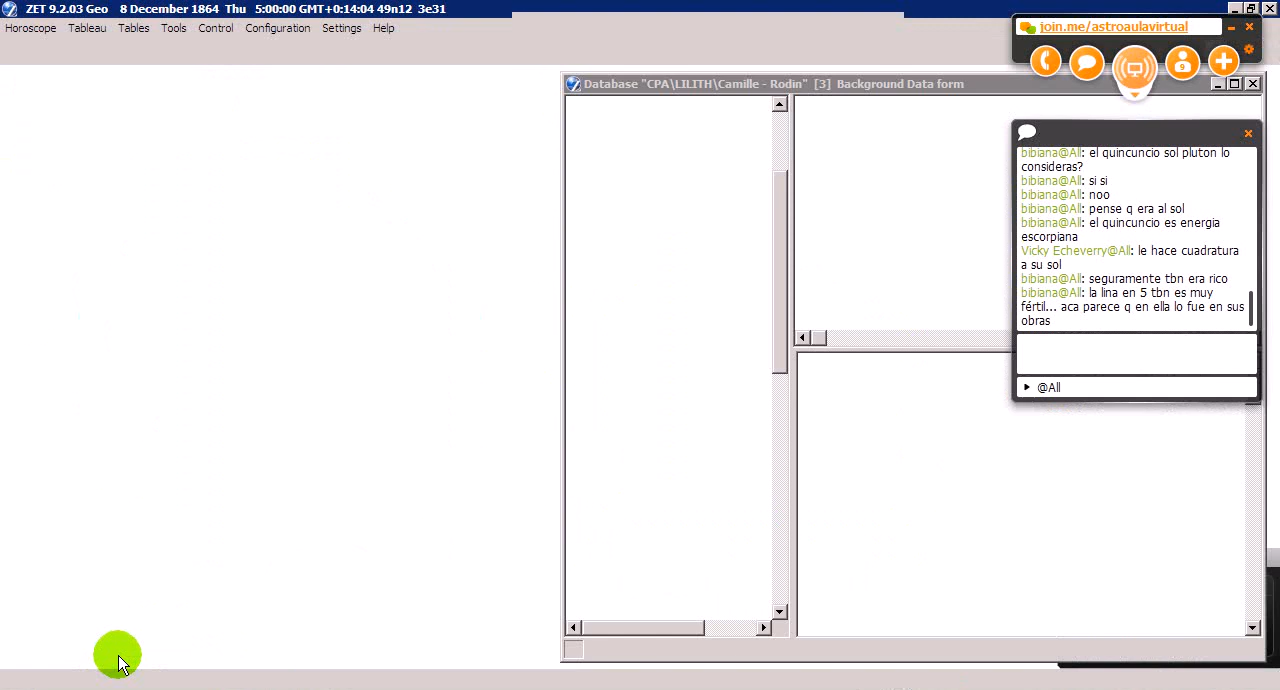 ZET 9.2.03 Geo 8 December 1864 Thu 5:00:00 GMT+0:14:04 49n12 3e31
Horoscope Tableau Tables Tools Control Configuration Settings Help
join.me/astroaulavirtual
9
Database "CPA\LILITH\Camille - Rodin" [3] Background Data form
bibiana@All: el quincuncio sol pluton lo
consideras?
bibiana@All: si si
bibiana@All: noo
bibiana@All: pense q era al sol
bibiana@All: el quincuncio es energia
escorpiana
Vicky Echeverry@All: le hace cuadratura
a su sol
bibiana@All: seguramente tbn era rico
bibiana@All: la lina en 5 tbn es muy
fértil... aca parece q en ella lo fue en sus
obras
@All